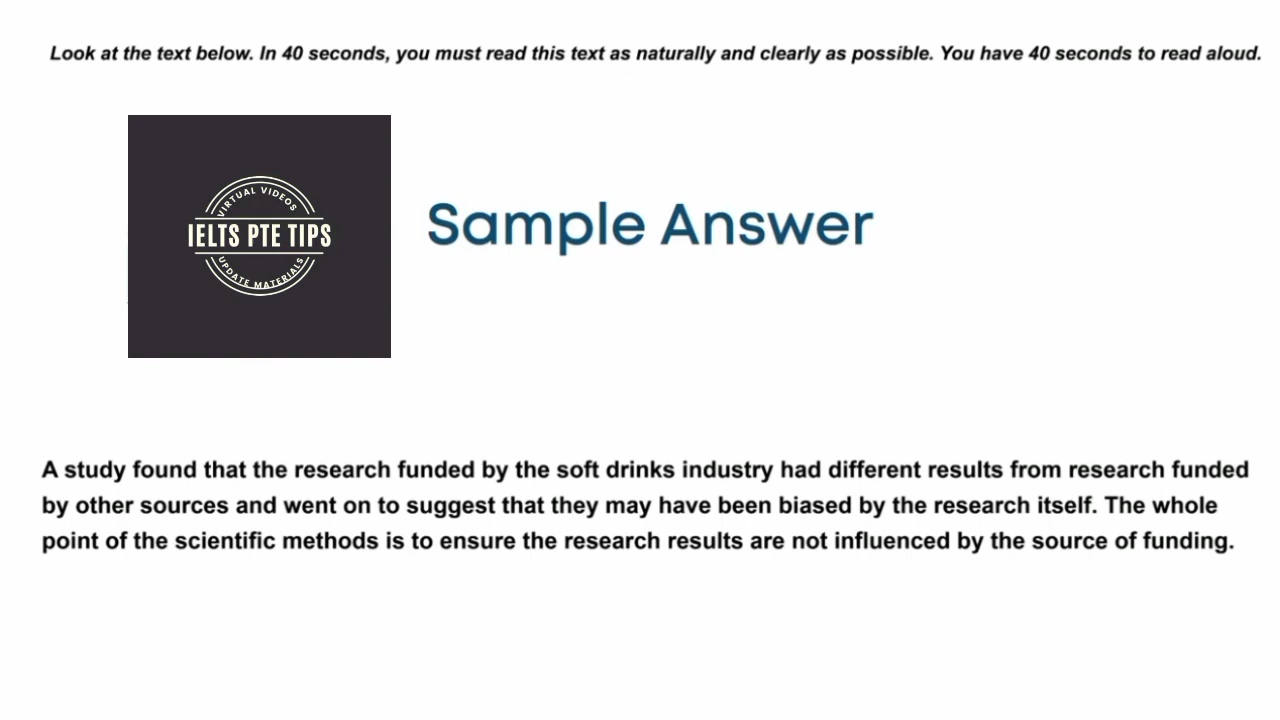 Look at the text below. In 40 seconds, you must read this text as naturally and clearly as possible. You have 40 seconds to read aloud.
VIRTUAL VIDEOS
IELTS PTE TIPS
UPDATE MATERIALS
Sample Answer
A study found that the research funded by the soft drinks industry had different results from research funded
by other sources and went on to suggest that they may have been biased by the research itself. The whole
point of the scientific methods is to ensure the research results are not influenced by the source of funding.